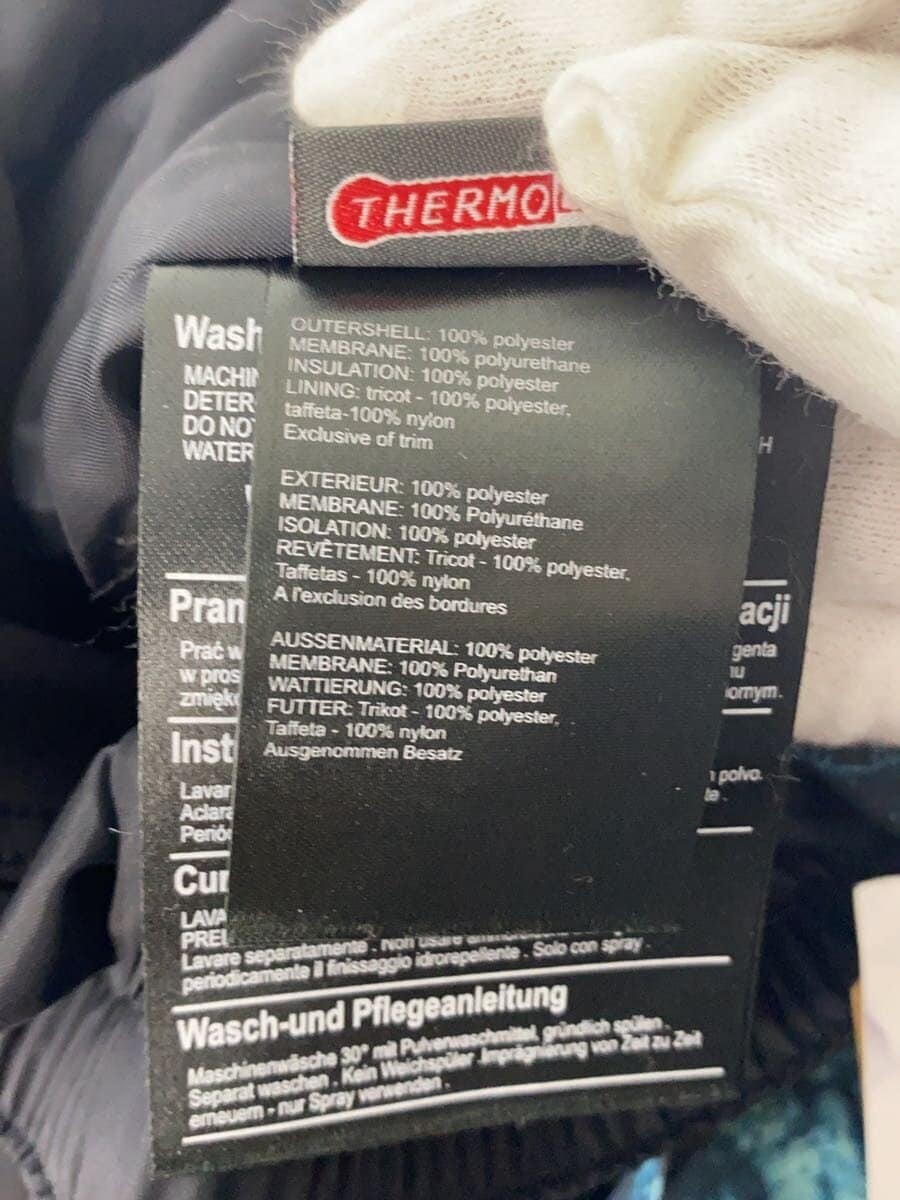 THERMO
OUTERSHELL: 100% polyester
MEMBRANE: 100% polyurethane
INSULATION: 100% polyester
LINING: tricot - 100% polyester,
taffeta-100% nylon
Exclusive of trim
EXTERIEUR: 100% polyester
MEMBRANE: 100% Polyuréthane
ISOLATION: 100% polyester
REVÊTEMENT: Tricot - 100% polyester,
Taffetas - 100% nylon
A l'exclusion des bordures
AUSSENMATERIAL: 100% polyester
MEMBRANE: 100% Polyurethan
WATTIERUNG: 100% polyester
FUTTER: Trikot - 100% polyester,
Taffeta - 100% nylon
Ausgenommen Besatz
Wash
MACHIN
DETER
DO NO
WATER
H
Pran
acji
Prać w
genta
w pros
nu
zmięk
iornym.
Inst
Lavar
polvo.
Aclara
la.
Perió
Cur
LAVA
PREL
Lavare separatamente. Non usare
periodicamente il finissaggio idrorepellente. Solo con spray.
Wasch-und Pflegeanleitung
Maschinenwäsche 30° mit Pulverwaschmittel, gründlich spülen.
Separat waschen. Kein Weichspüler. Imprägnierung von Zeit zu Zeit
erneuern - nur Spray verwenden.